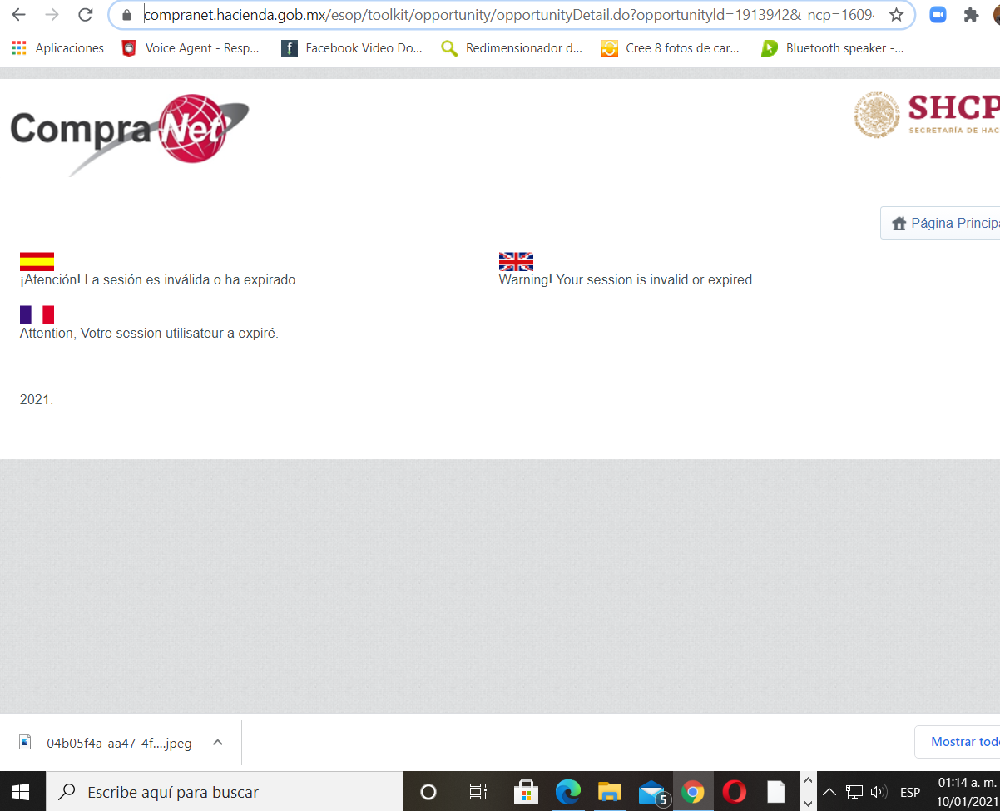 compranet.hacienda.gob.mx/esop/toolkit/opportunity/opportunityDetail.do?opportunityId=1913942&_ncp=1609
Aplicaciones
Voice Agent - Resp...
Facebook Video Do...
Redimensionador d...
Cree 8 fotos de car...
Bluetooth speaker -...
CompraNet
SHCP
SECRETARÍA DE HAC
Página Principa
¡Atención! La sesión es inválida o ha expirado.
Warning! Your session is invalid or expired
Attention, Votre session utilisateur a expiré.
2021.
04b05f4a-aa47-4f....jpeg
Mostrar tod
Escribe aquí para buscar
5
ESP
01:14 a. m.
10/01/2021